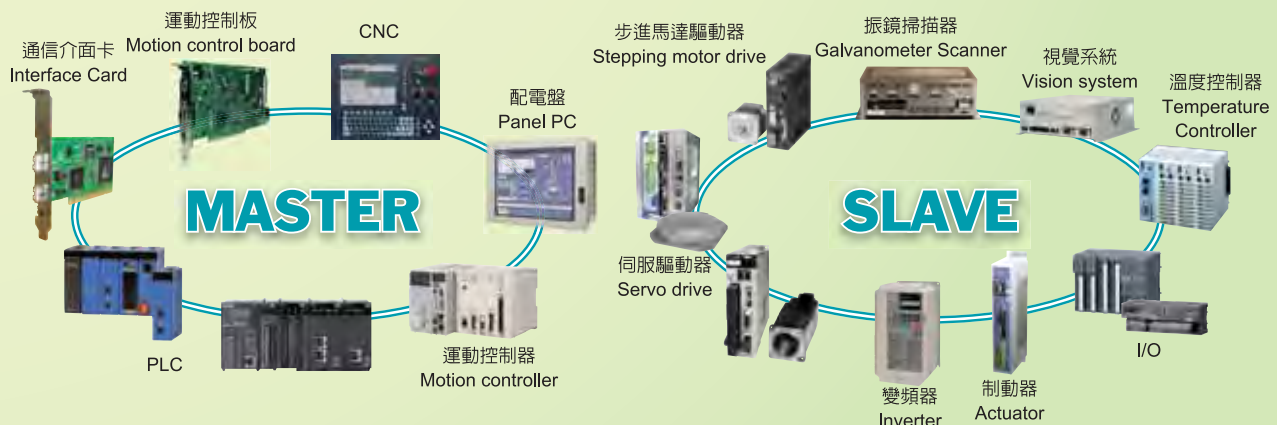 通信介面卡
Interface Card
運動控制板
Motion control board
CNC
配電盤
Panel PC
MASTER
PLC
運動控制器
Motion controller
步進馬達驅動器
Stepping motor drive
振鏡掃描器
Galvanometer Scanner
視覺系統
Vision system
溫度控制器
Temperature
Controller
SLAVE
伺服驅動器
Servo drive
變頻器
Inverter
制動器
Actuator
I/O